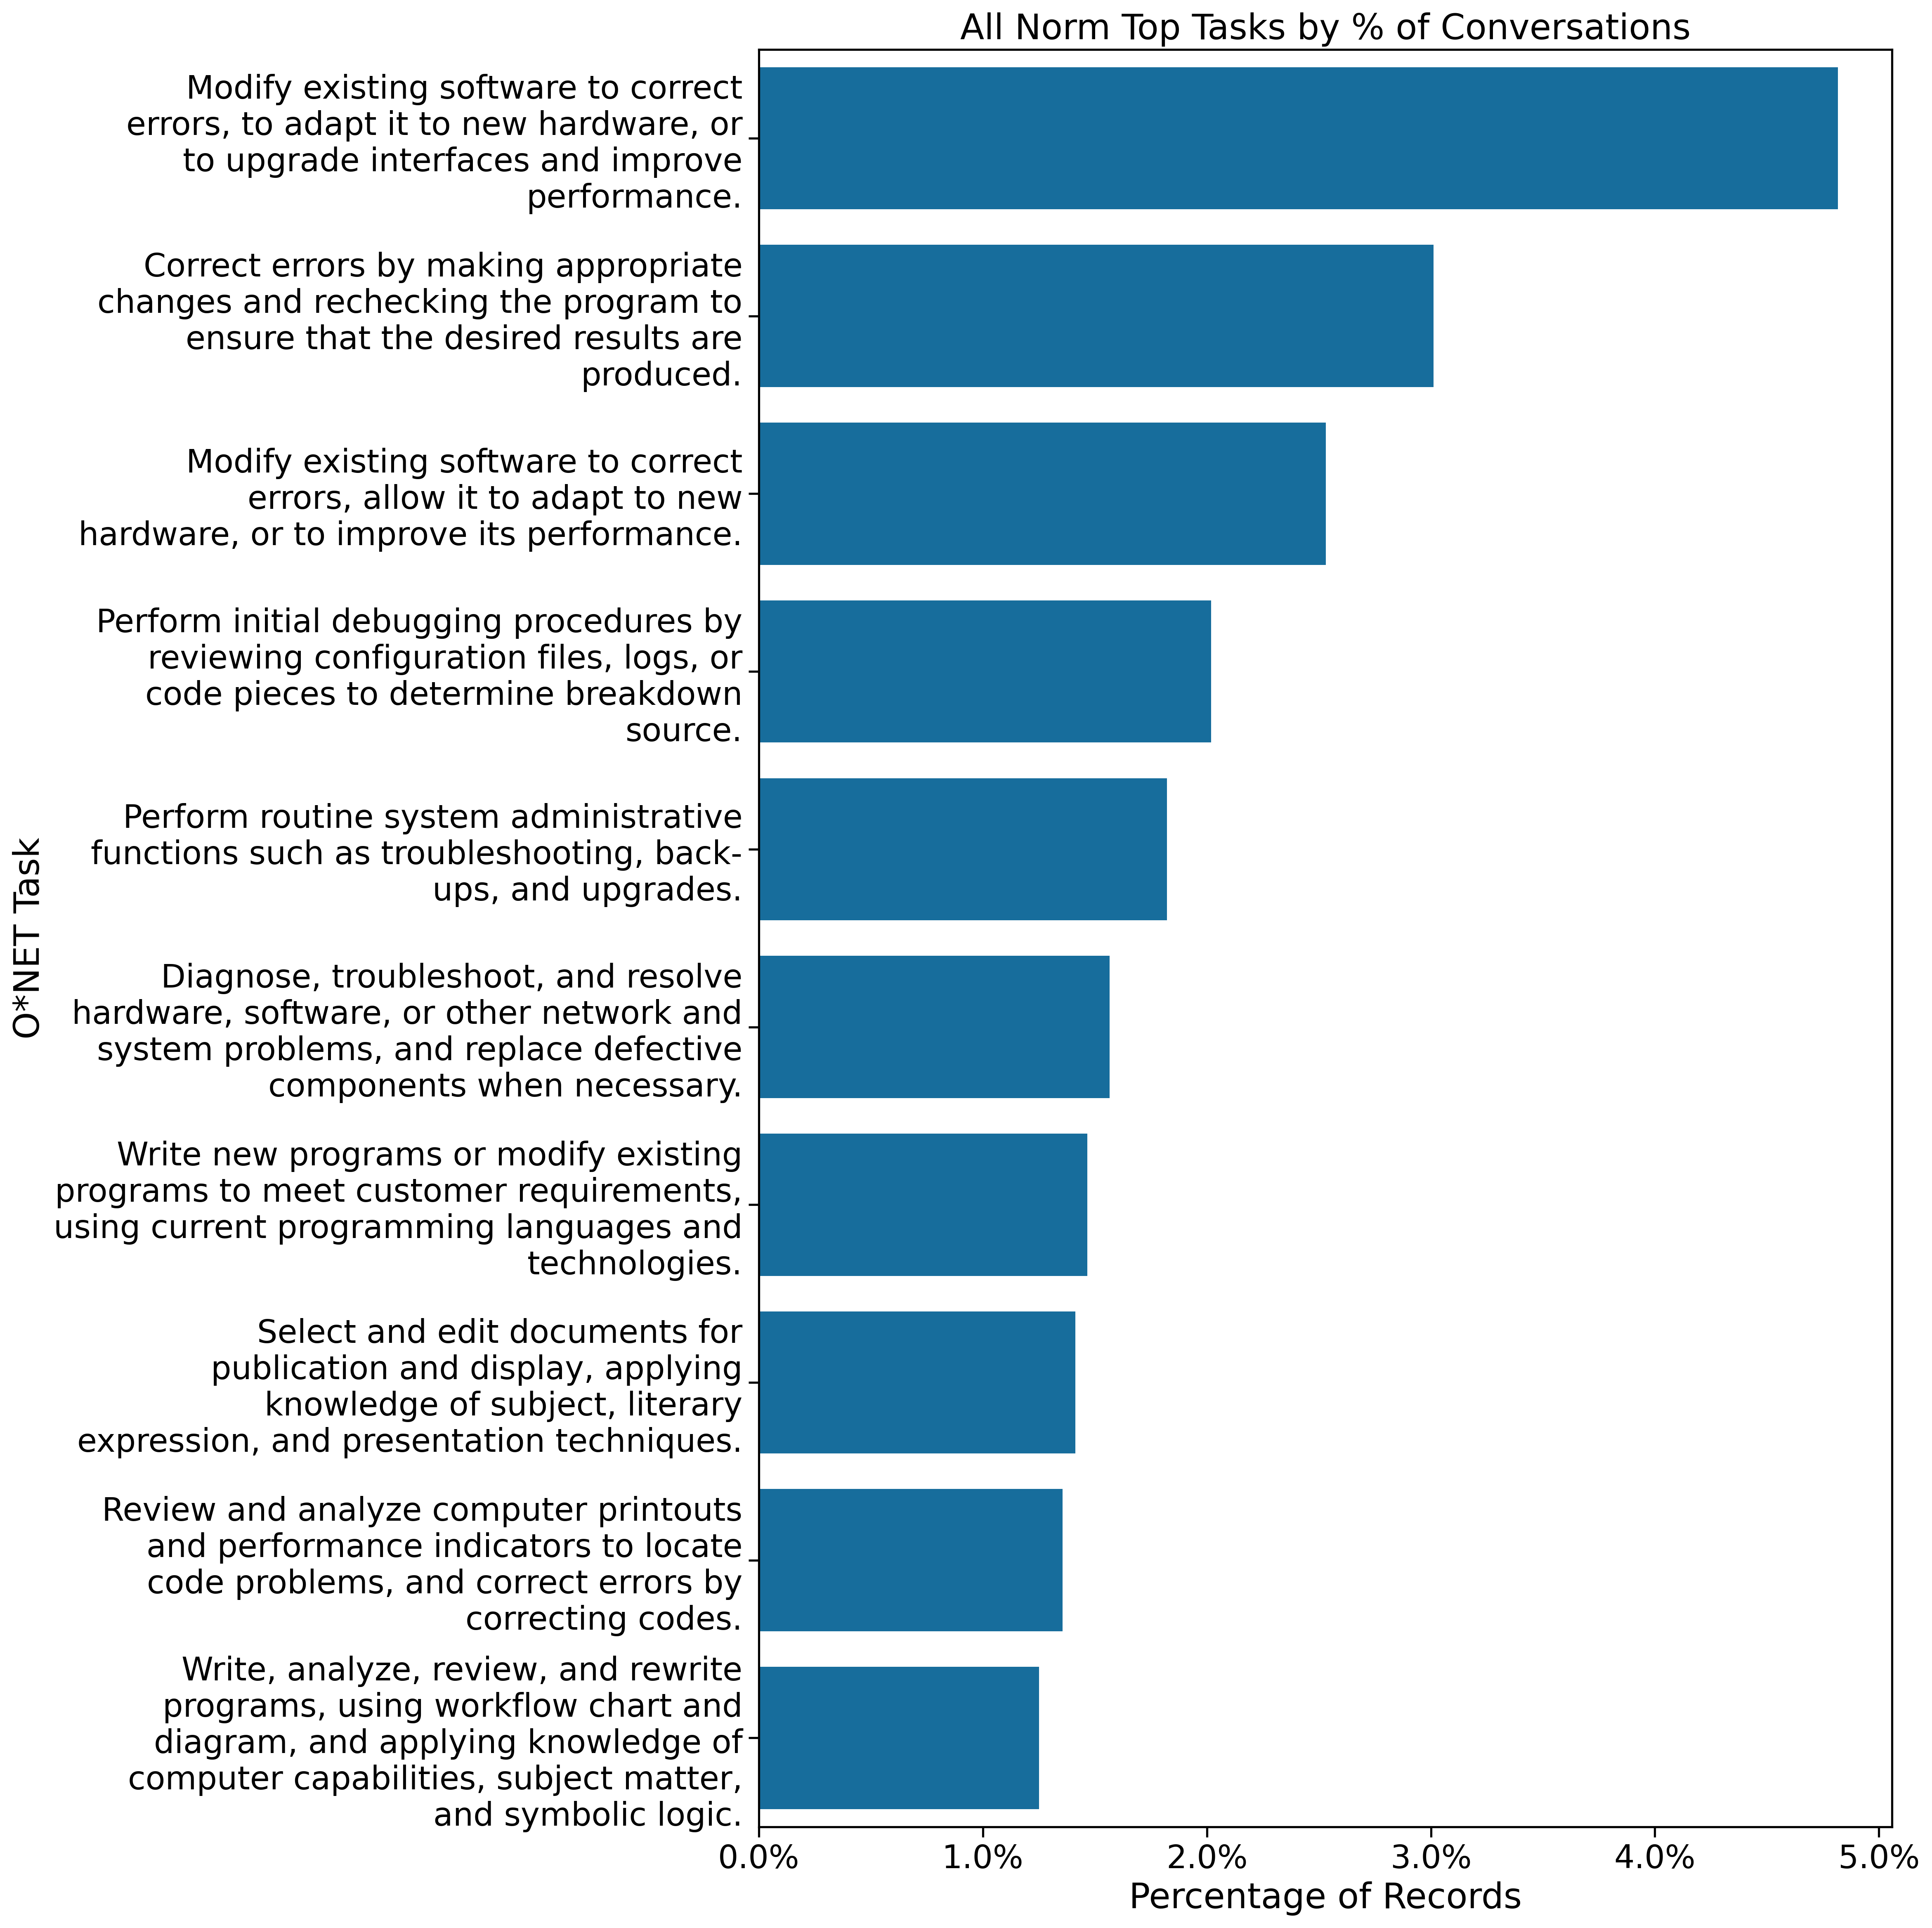 All Norm Top Tasks by % of Conversations
Modify existing software to correct
errors, to adapt it to new hardware, or
to upgrade interfaces and improve
performance.
Correct errors by making appropriate
changes and rechecking the program to
ensure that the desired results are
produced.
Modify existing software to correct
errors, allow it to adapt to new
hardware, or to improve its performance.
Perform initial debugging procedures by
reviewing configuration files, logs, or
code pieces to determine breakdown
source.
Perform routine system administrative
functions such as troubleshooting, back-
ups, and upgrades.
Diagnose, troubleshoot, and resolve
hardware, software, or other network and
system problems, and replace defective
components when necessary.
Write new programs or modify existing
programs to meet customer requirements,
using current programming languages and
technologies.
Select and edit documents for
publication and display, applying
knowledge of subject, literary
expression, and presentation techniques.
Review and analyze computer printouts
and performance indicators to locate
code problems, and correct errors by
correcting codes.
Write, analyze, review, and rewrite
programs, using workflow chart and
diagram, and applying knowledge of
computer capabilities, subject matter,
and symbolic logic.
O*NET Task
0.0% 1.0% 2.0% 3.0% 4.0% 5.0%
Percentage of Records